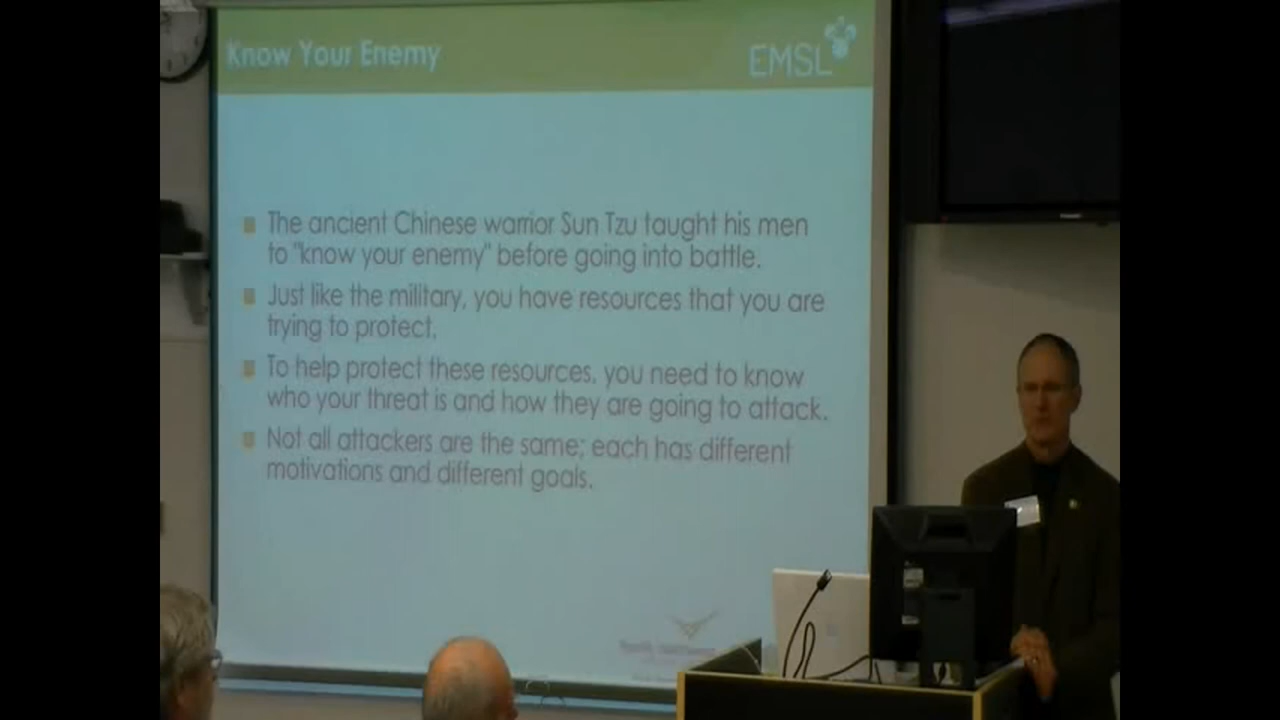 Know Your Enemy
EMSL
The ancient Chinese warrior Sun Tzu taught his men
to "know your enemy" before going into battle.
Just like the military, you have resources that you are
trying to protect.
To help protect these resources, you need to know
who your threat is and how they are going to attack.
Not all attackers are the same; each has different
motivations and different goals.